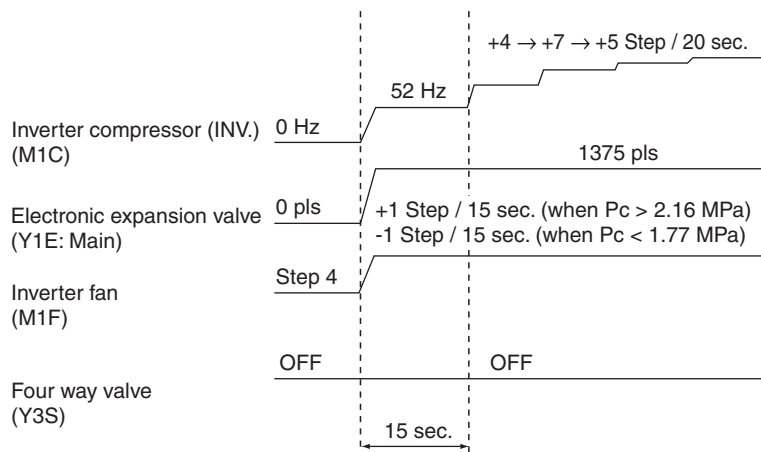 +4 → +7 → +5 Step / 20 sec.
52 Hz
Inverter compressor (INV.)
(M1C)
0 Hz
1375 pls
Electronic expansion valve
(Y1E: Main)
0 pls
+1 Step / 15 sec. (when Pc > 2.16 MPa)
-1 Step / 15 sec. (when Pc < 1.77 MPa)
Inverter fan
(M1F)
Step 4
OFF
OFF
Four way valve
(Y3S)
15 sec.